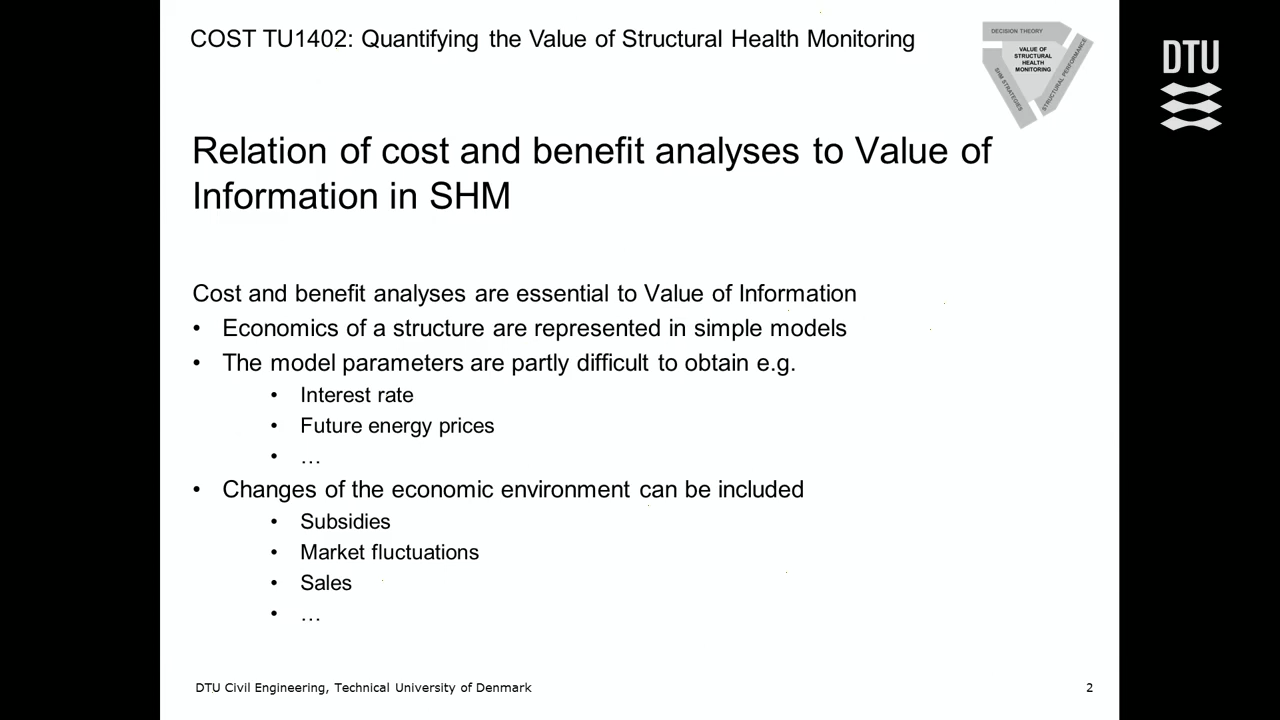 COST TU1402: Quantifying the Value of Structural Health Monitoring
DECISION THEORY
VALUE OF
STRUCTURAL
HEALTH
MONITORING
SHM STRATEGIES
STRUCTURAL PERFORMANCE
DTU
Relation of cost and benefit analyses to Value of
Information in SHM
Cost and benefit analyses are essential to Value of Information
• Economics of a structure are represented in simple models
• The model parameters are partly difficult to obtain e.g.
• Interest rate
• Future energy prices
• …
• Changes of the economic environment can be included
• Subsidies
• Market fluctuations
• Sales
• …
DTU Civil Engineering, Technical University of Denmark
2